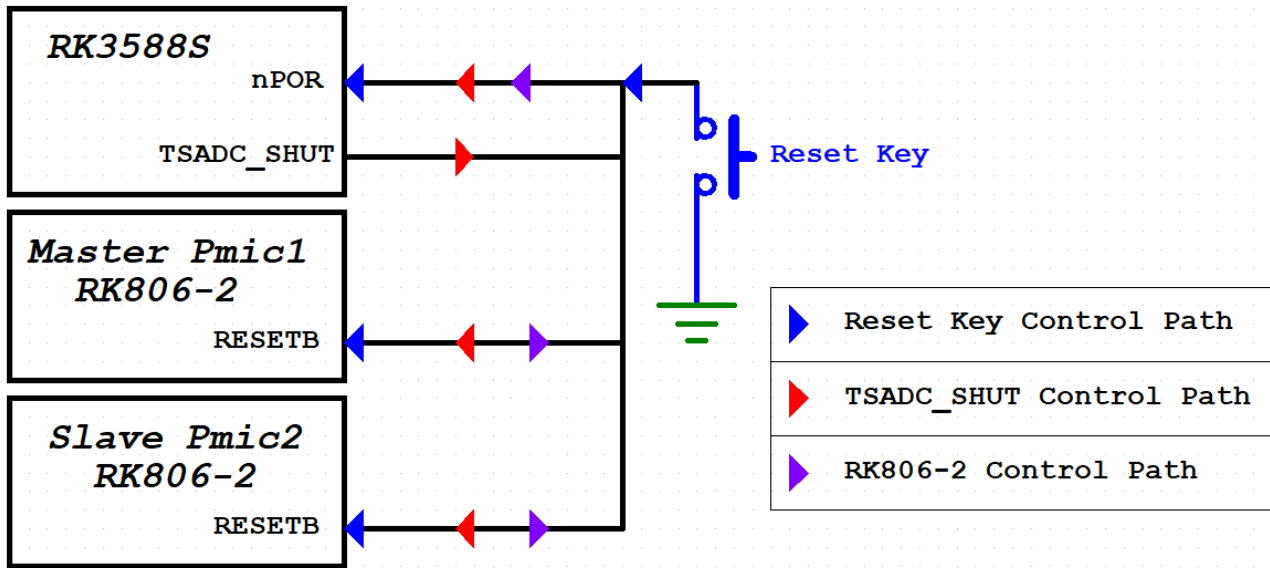 RK3588S
nPOR
TSADC_SHUT
Master Pmic1
RK806-2
RESETB
Slave Pmic2
RK806-2
RESETB
Reset Key
Reset Key Control Path
TSADC_SHUT Control Path
RK806-2 Control Path